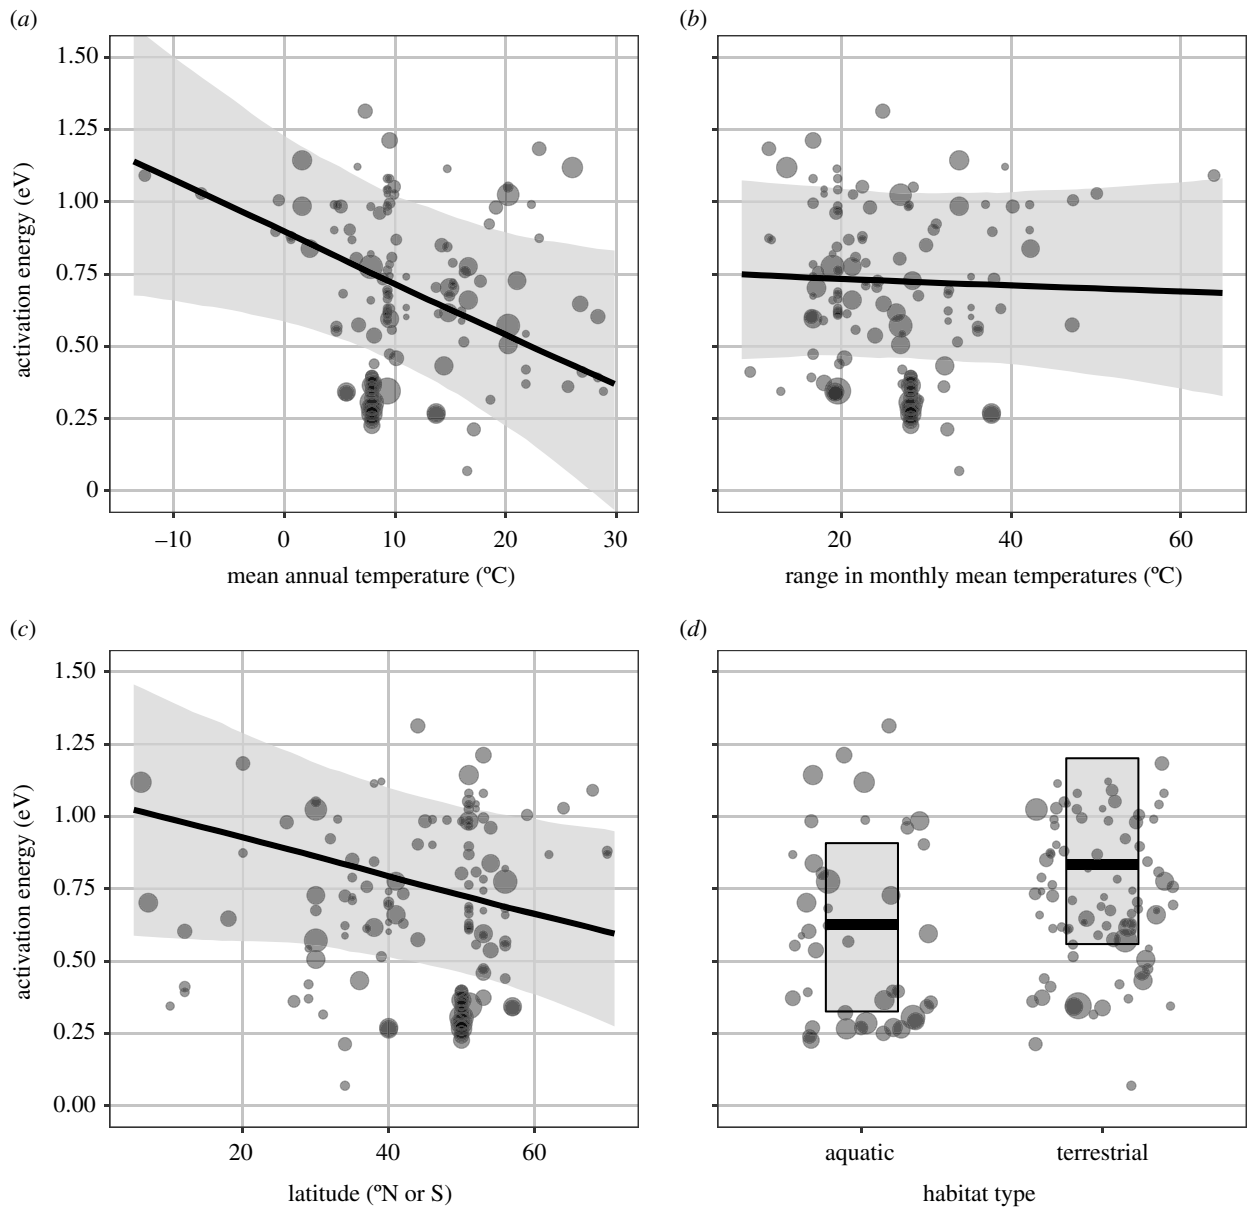 (a)
(b)
1.50
1.25
1.00
0.75
0.50
0.25
0
activation energy (eV)
–10 0 10 20 30
20 40 60
mean annual temperature (ºC)
range in monthly mean temperatures (ºC)
(c)
(d)
1.50
1.25
1.00
0.75
0.50
0.25
0.00
activation energy (eV)
20 40 60
aquatic terrestrial
latitude (ºN or S)
habitat type